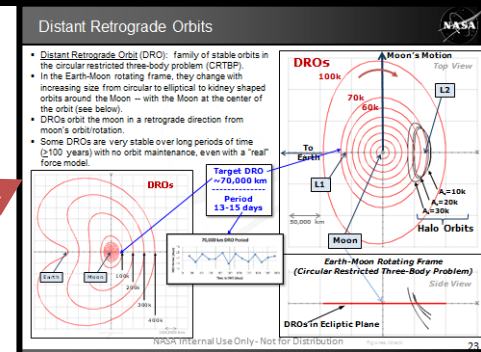 Distant Retrograde Orbits
NASA
Distant Retrograde Orbit (DRO): family of stable orbits in
the circular restricted three-body problem (CRTBP).
In the Earth-Moon rotating frame, they change with
increasing size from circular to elliptical to kidney shaped
orbits around the Moon -- with the Moon at the center of
the orbit (see below).
DROs orbit the moon in a retrograde direction from
moon's orbit/rotation.
Some DROs are very stable over long periods of time
(>100 years) with no orbit maintenance, even with a "real"
force model.
DROs
Earth
Moon
100k
200k
300k
400k
Target DRO
~70,000 km
Period
13-15 days
70,000 km DRO Period
DROs
Moon's Motion
Top View
100k
70k
60k
L2
To
Earth
L1
50,000 km
Moon
Az=10k
Az=20k
Az=30k
Halo Orbits
Earth-Moon Rotating Frame
(Circular Restricted Three-Body Problem)
Side View
DROs in Ecliptic Plane
NASA Internal Use Only - Not for Distribution
23